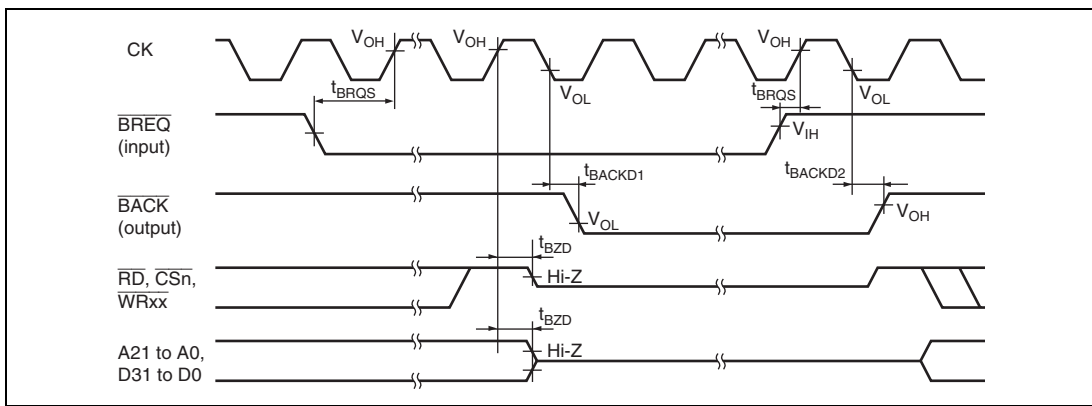 CK
V_OH
V_OH
V_OH
t_BRQS
V_OL
t_BRQS
V_OL
BREQ
(input)
V_IH
t_BACKD1
t_BACKD2
BACK
(output)
V_OL
V_OH
t_BZD
RD, CSn,
WRxx
Hi-Z
t_BZD
A21 to A0,
D31 to D0
Hi-Z